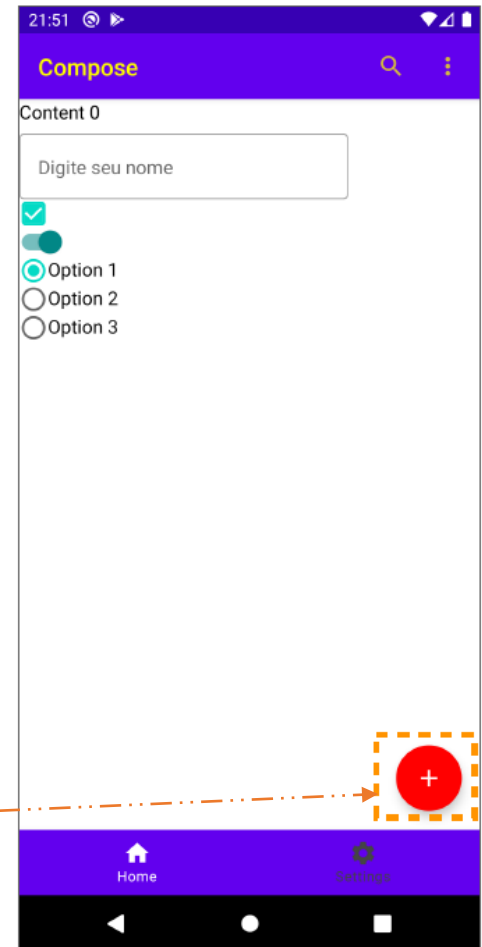 21:51
Compose
Content 0
Digite seu nome
Option 1
Option 2
Option 3
+
Home
Settings